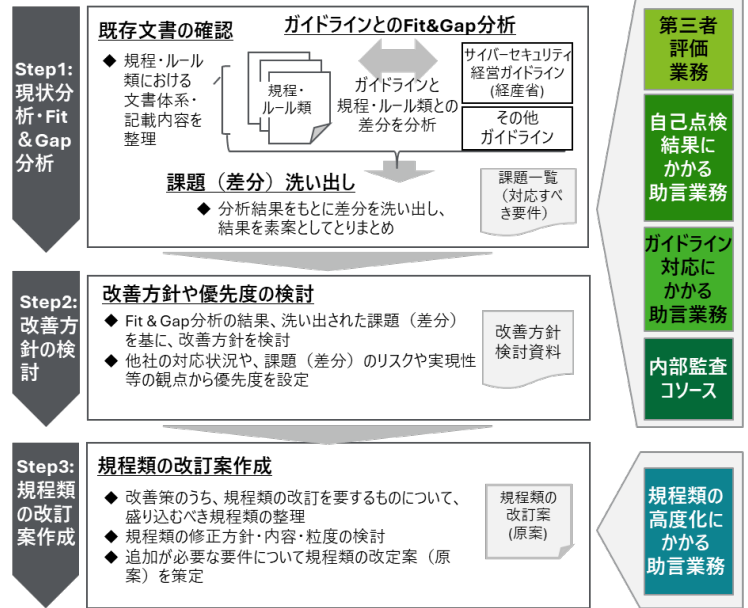 Step1:
現状分
析・Fit
＆Gap
分析
既存文書の確認
◆ 規程・ルール
類における
文書体系・
記載内容を
整理
規程・
ルール類
ガイドラインとのFit&Gap分析
ガイドラインと
規程・ルール類との
差分を分析
サイバーセキュリティ
経営ガイドライン
(経産省)
その他
ガイドライン
課題（差分）洗い出し
◆ 分析結果をもとに差分を洗い出し、
結果を素案としてとりまとめ
課題一覧
（対応すべ
き要件）
Step2:
改善方
針の検
討
改善方針や優先度の検討
◆ Fit & Gap分析の結果、洗い出された課題（差分）
を基に、改善方針を検討
◆ 他社の対応状況や、課題（差分）のリスクや実現性
等の観点から優先度を設定
改善方針
検討資料
Step3:
規程類
の改訂
案作成
規程類の改訂案作成
◆ 改善策のうち、規程類の改訂を要するものについて、
盛り込むべき規程類の整理
◆ 規程類の修正方針・内容・粒度の検討
◆ 追加が必要な要件について規程類の改定案（原
案）を策定
規程類の
改訂案
(原案)
第三者
評価
業務
自己点検
結果に
かかる
助言業務
ガイドライン
対応に
かかる
助言業務
内部監査
コソース
規程類の
高度化に
かかる
助言業務